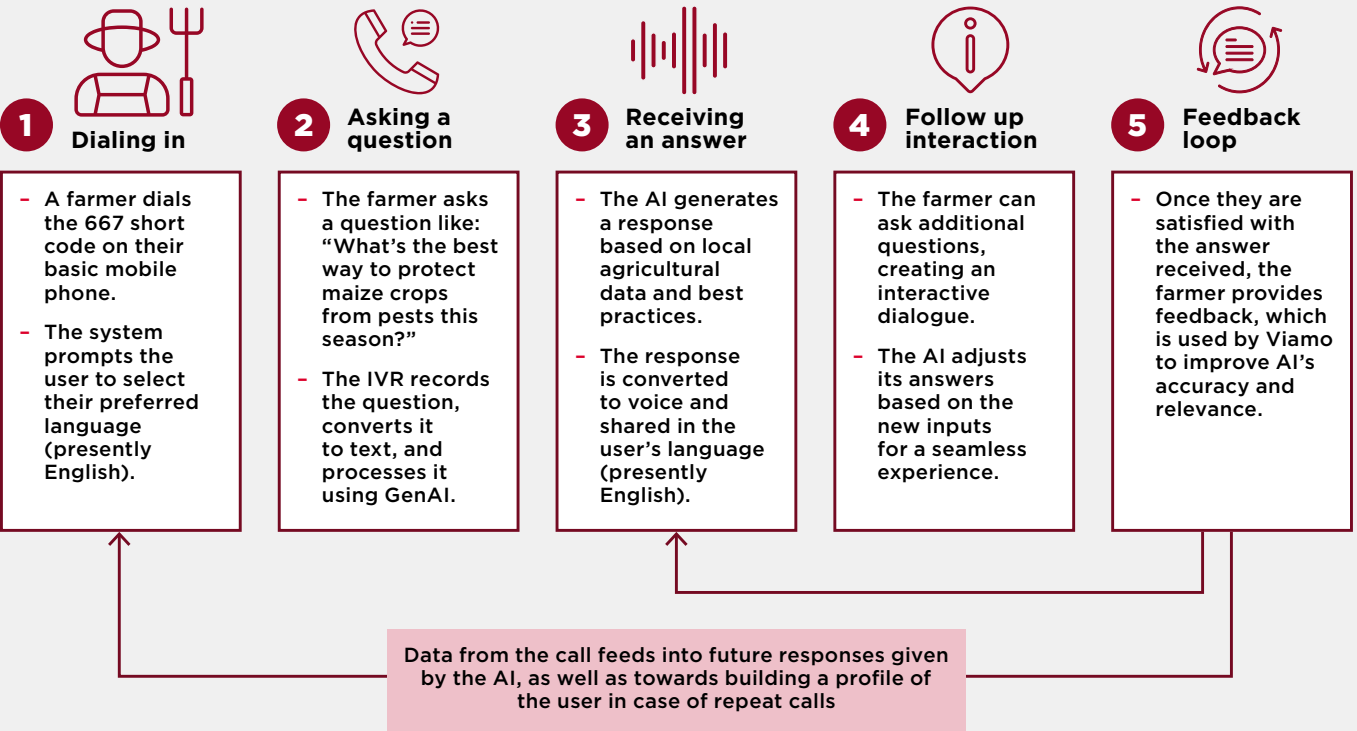 1
Dialing in
– A farmer dials
the 667 short
code on their
basic mobile
phone.
– The system
prompts the
user to select
their preferred
language
(presently
English).
2
Asking a
question
– The farmer asks
a question like:
“What’s the best
way to protect
maize crops
from pests this
season?”
– The IVR records
the question,
converts it
to text, and
processes it
using GenAI.
3
Receiving
an answer
– The AI generates
a response
based on local
agricultural
data and best
practices.
– The response
is converted
to voice and
shared in the
user’s language
(presently
English).
4
Follow up
interaction
– The farmer can
ask additional
questions,
creating an
interactive
dialogue.
– The AI adjusts
its answers
based on the
new inputs
for a seamless
experience.
5
Feedback
loop
– Once they are
satisfied with
the answer
received, the
farmer provides
feedback, which
is used by Viamo
to improve AI’s
accuracy and
relevance.
Data from the call feeds into future responses given
by the AI, as well as towards building a profile of
the user in case of repeat calls